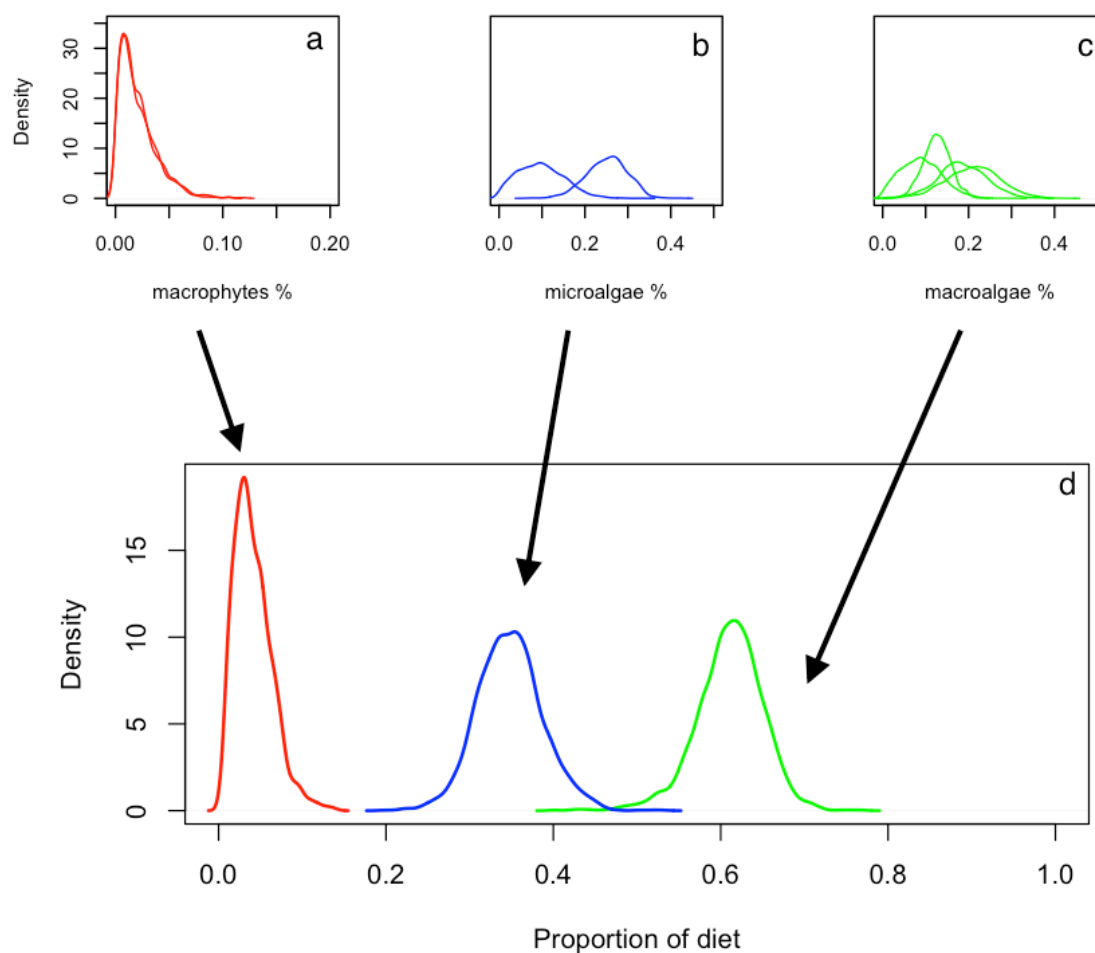 a
b
c
Density
0
10
20
30
0.00 0.10 0.20
0.0 0.2 0.4
0.0 0.2 0.4
macrophytes %
microalgae %
macroalgae %
d
Density
0
5
10
15
0.0 0.2 0.4 0.6 0.8 1.0
Proportion of diet